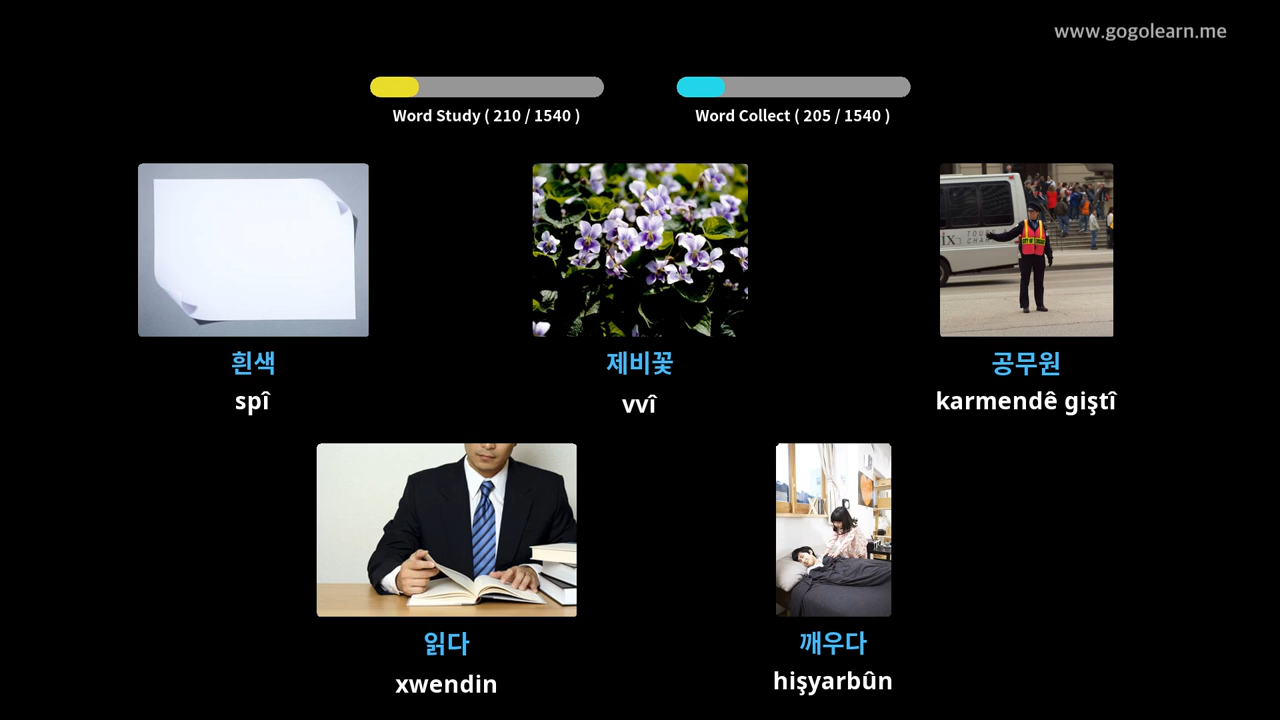 www.gogolearn.me
Word Study ( 210 / 1540 )
Word Collect ( 205 / 1540 )
흰색
spî
제비꽃
vvî
공무원
karmendê giştî
읽다
xwendin
깨우다
hişyarbûn